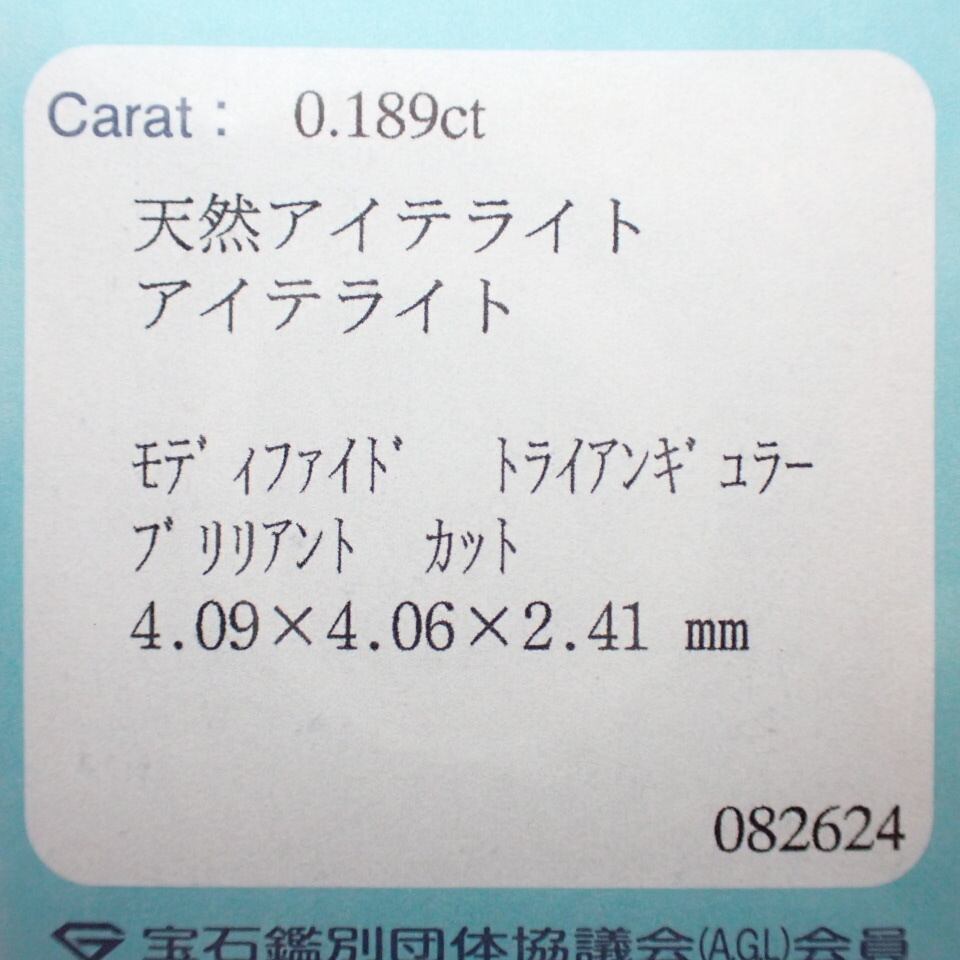 Carat : 0.189ct
天然アイテライト
アイテライト
ﾓﾃﾞｨﾌｧｲﾄﾞ ﾄﾗｲｱﾝｷﾞｭﾗｰ
ﾌﾞﾘﾘｱﾝﾄ ｶｯﾄ
4.09×4.06×2.41 mm
082624
宝石鑑別団体協議会(AGL)会員